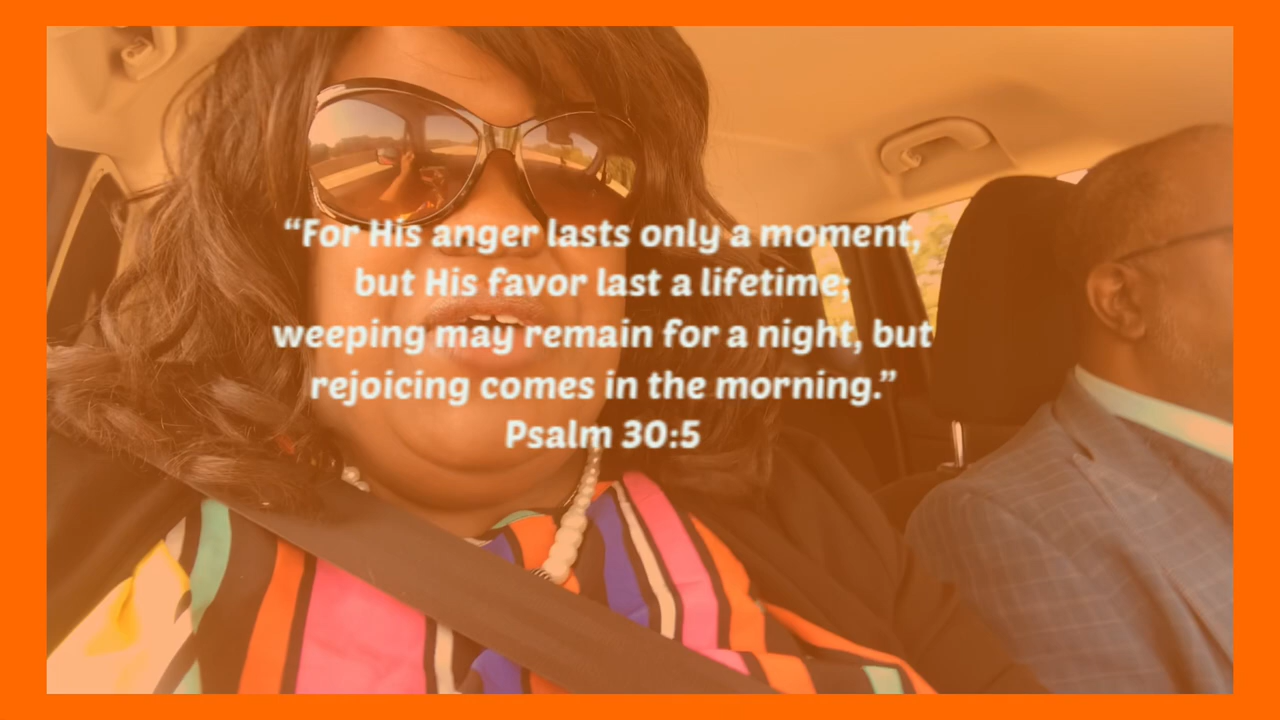 “For His anger lasts only a moment,
but His favor last a lifetime;
weeping may remain for a night, but
rejoicing comes in the morning.”
Psalm 30:5